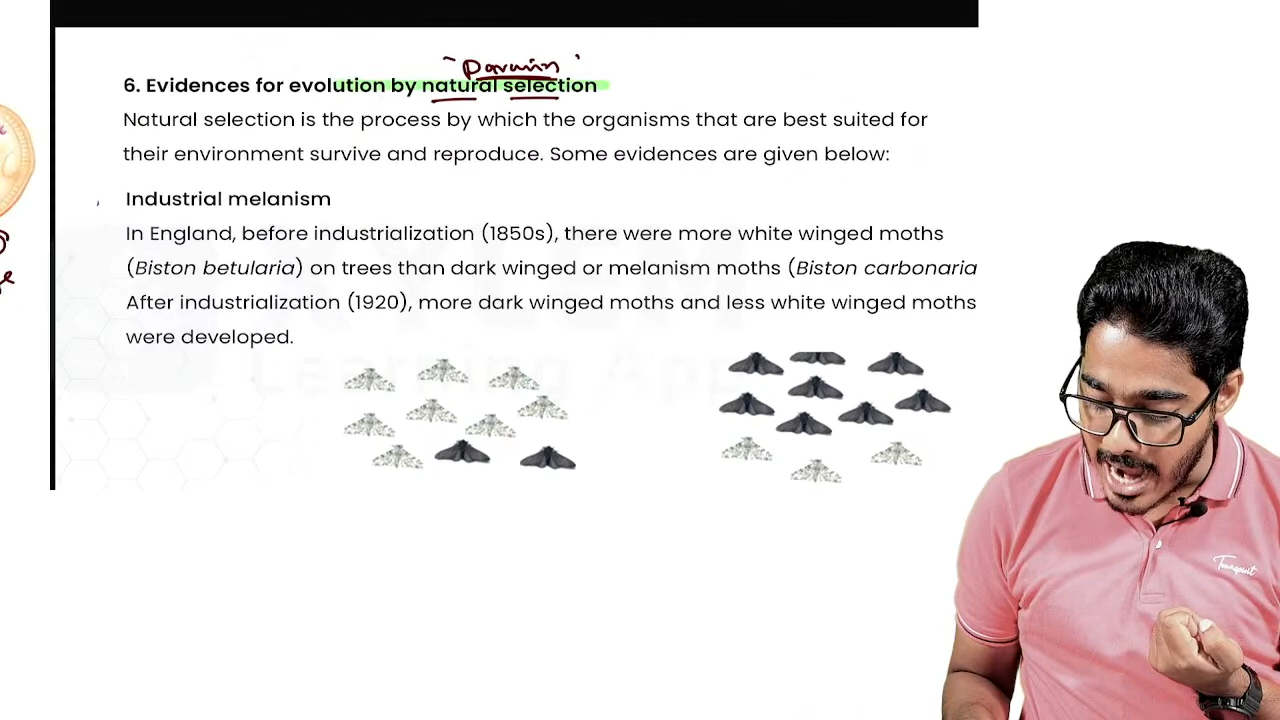 "Darwin"
6. Evidences for evolution by natural selection
Natural selection is the process by which the organisms that are best suited for
their environment survive and reproduce. Some evidences are given below:
Industrial melanism
In England, before industrialization (1850s), there were more white winged moths
(Biston betularia) on trees than dark winged or melanism moths (Biston carbonaria
After industrialization (1920), more dark winged moths and less white winged moths
were developed.
Learning App